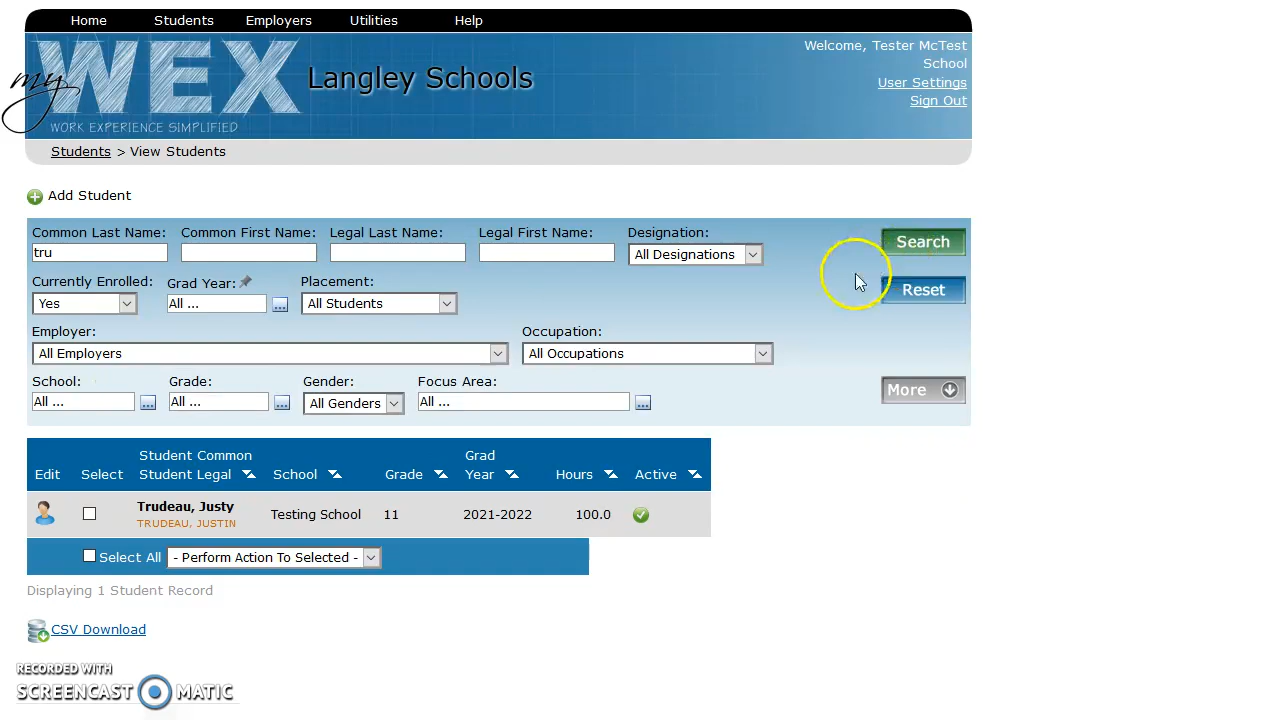 Home Students Employers Utilities Help
my WEX
WORK EXPERIENCE SIMPLIFIED
Langley Schools
Welcome, Tester McTest
School
User Settings
Sign Out
Students > View Students
Add Student
Common Last Name: Common First Name: Legal Last Name: Legal First Name: Designation:
tru All Designations
Search
Currently Enrolled: Grad Year: Placement:
Yes All ... ... All Students
Reset
Employer: Occupation:
All Employers All Occupations
School: Grade: Gender: Focus Area:
All ... ... All ... ... All Genders All ... ...
More
Student Common Grad
Edit Select Student Legal School Grade Year Hours Active
Trudeau, Justy
TRUDEAU, JUSTIN
Testing School 11 2021-2022 100.0
Select All - Perform Action To Selected -
Displaying 1 Student Record
CSV Download
RECORDED WITH
SCREENCAST MATIC